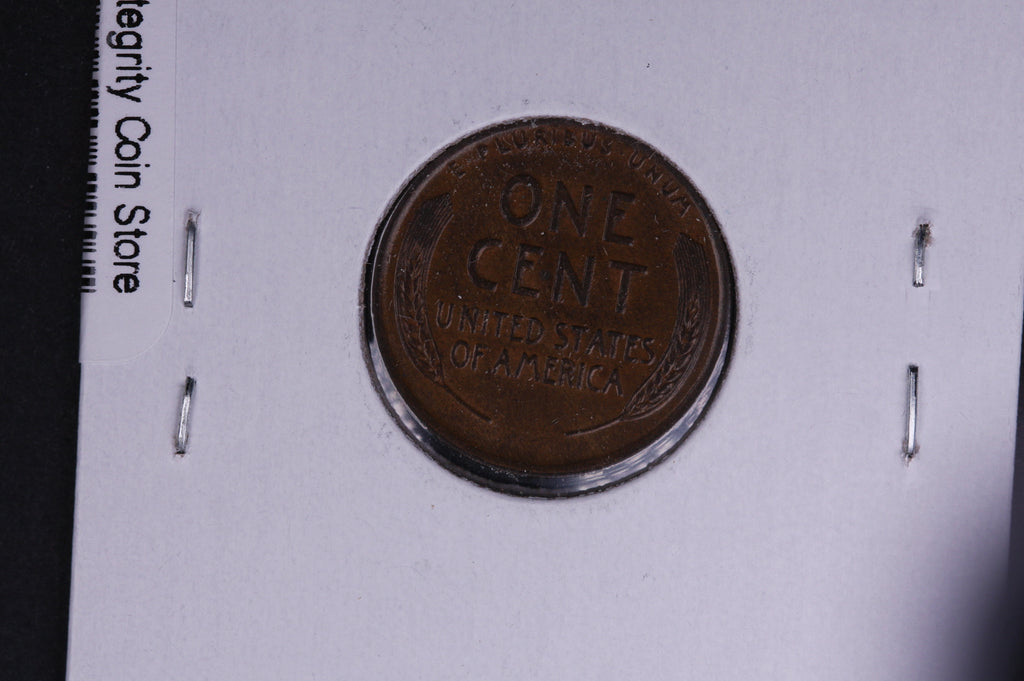 tegrity Coin Store
E PLURIBUS UNUM
ONE
CENT
UNITED STATES
OF AMERICA